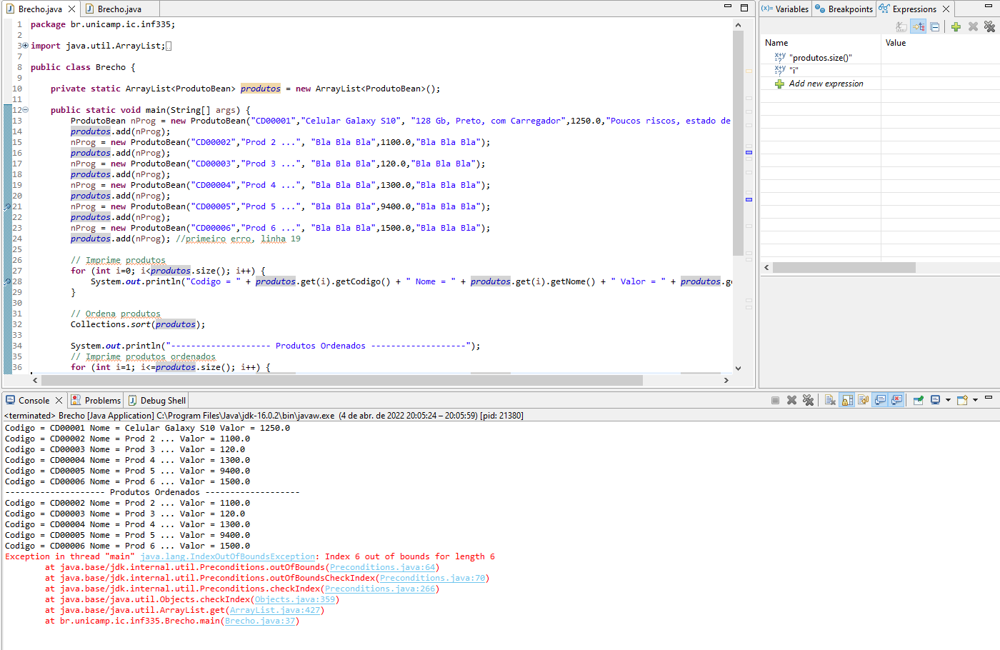 Brecho.java
Brecho.java
1 package br.unicamp.ic.inf335;
2
3 import java.util.ArrayList;
7
8 public class Brecho {
9
10 private static ArrayList<ProdutoBean> produtos = new ArrayList<ProdutoBean>();
11
12 public static void main(String[] args) {
13 ProdutoBean nProg = new ProdutoBean("CD00001","Celular Galaxy S10", "128 Gb, Preto, com Carregador",1250.0,"Poucos riscos, estado de
14 produtos.add(nProg);
15 nProg = new ProdutoBean("CD00002","Prod 2 ...", "Bla Bla Bla",1100.0,"Bla Bla Bla");
16 produtos.add(nProg);
17 nProg = new ProdutoBean("CD00003","Prod 3 ...", "Bla Bla Bla",120.0,"Bla Bla Bla");
18 produtos.add(nProg);
19 nProg = new ProdutoBean("CD00004","Prod 4 ...", "Bla Bla Bla",1300.0,"Bla Bla Bla");
20 produtos.add(nProg);
21 nProg = new ProdutoBean("CD00005","Prod 5 ...", "Bla Bla Bla",9400.0,"Bla Bla Bla");
22 produtos.add(nProg);
23 nProg = new ProdutoBean("CD00006","Prod 6 ...", "Bla Bla Bla",1500.0,"Bla Bla Bla");
24 produtos.add(nProg); //primeiro erro, linha 19
25
26 // Imprime produtos
27 for (int i=0; i<produtos.size(); i++) {
28 System.out.println("Codigo = " + produtos.get(i).getCodigo() + " Nome = " + produtos.get(i).getNome() + " Valor = " + produtos.ge
29 }
30
31 // Ordena produtos
32 Collections.sort(produtos);
33
34 System.out.println("-------------------- Produtos Ordenados -------------------");
35 // Imprime produtos ordenados
36 for (int i=1; i<=produtos.size(); i++) {
Variables
Breakpoints
Expressions
Name Value
"produtos.size()"
"i"
Add new expression
Console
Problems
Debug Shell
<terminated> Brecho [Java Application] C:\Program Files\Java\jdk-16.0.2\bin\javaw.exe (4 de abr. de 2022 20:05:24 – 20:05:59) [pid: 21380]
Codigo = CD00001 Nome = Celular Galaxy S10 Valor = 1250.0
Codigo = CD00002 Nome = Prod 2 ... Valor = 1100.0
Codigo = CD00003 Nome = Prod 3 ... Valor = 120.0
Codigo = CD00004 Nome = Prod 4 ... Valor = 1300.0
Codigo = CD00005 Nome = Prod 5 ... Valor = 9400.0
Codigo = CD00006 Nome = Prod 6 ... Valor = 1500.0
-------------------- Produtos Ordenados -------------------
Codigo = CD00002 Nome = Prod 2 ... Valor = 1100.0
Codigo = CD00003 Nome = Prod 3 ... Valor = 120.0
Codigo = CD00004 Nome = Prod 4 ... Valor = 1300.0
Codigo = CD00005 Nome = Prod 5 ... Valor = 9400.0
Codigo = CD00006 Nome = Prod 6 ... Valor = 1500.0
Exception in thread "main" java.lang.IndexOutOfBoundsException: Index 6 out of bounds for length 6
at java.base/jdk.internal.util.Preconditions.outOfBounds(Preconditions.java:64)
at java.base/jdk.internal.util.Preconditions.outOfBoundsCheckIndex(Preconditions.java:70)
at java.base/jdk.internal.util.Preconditions.checkIndex(Preconditions.java:266)
at java.base/java.util.Objects.checkIndex(Objects.java:359)
at java.base/java.util.ArrayList.get(ArrayList.java:427)
at br.unicamp.ic.inf335.Brecho.main(Brecho.java:37)